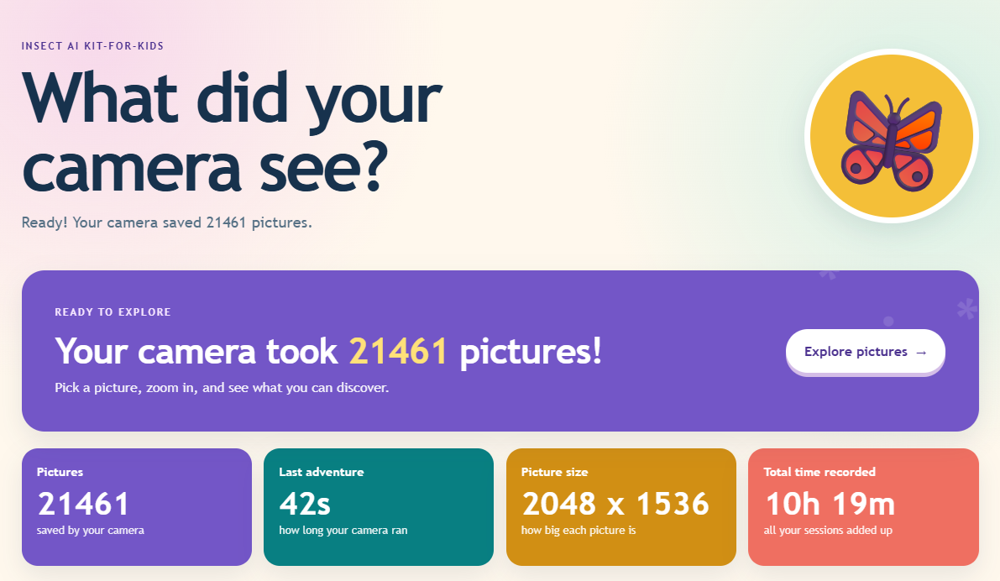 INSECT AI KIT-FOR-KIDS
What did your
camera see?
Ready! Your camera saved 21461 pictures.
READY TO EXPLORE
Your camera took 21461 pictures!
Pick a picture, zoom in, and see what you can discover.
Explore pictures →
Pictures
21461
saved by your camera
Last adventure
42s
how long your camera ran
Picture size
2048 x 1536
how big each picture is
Total time recorded
10h 19m
all your sessions added up